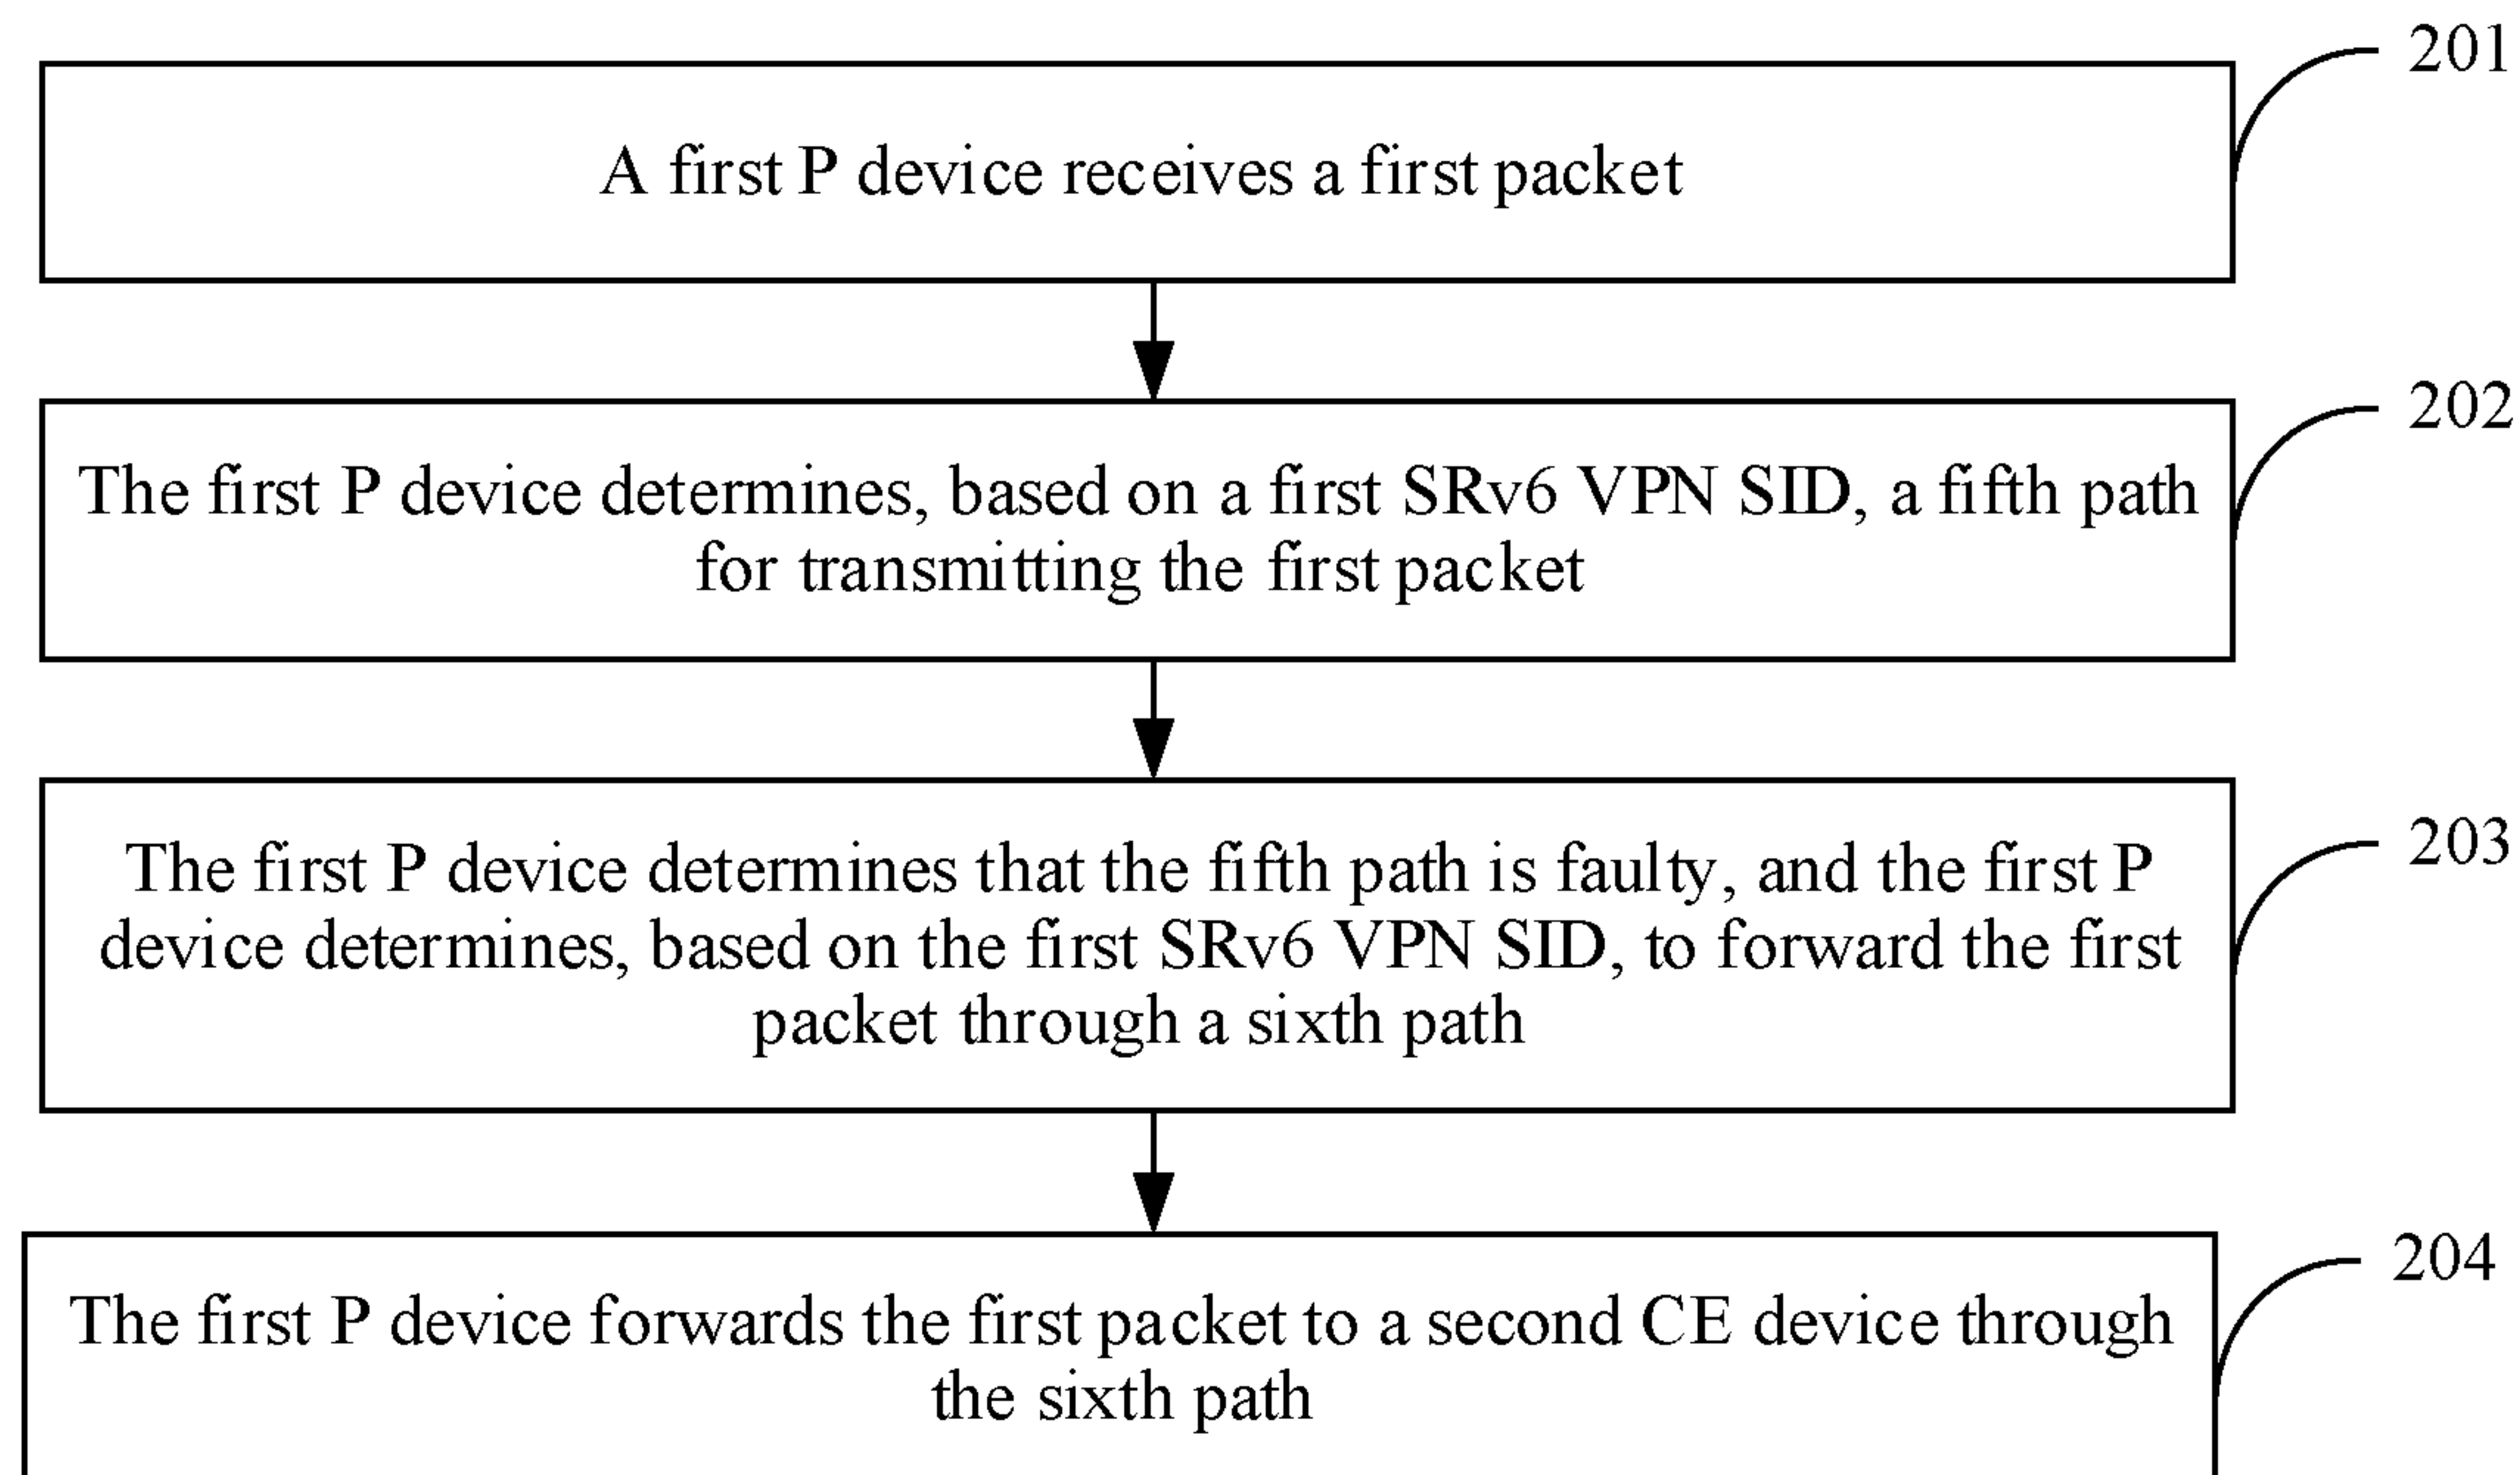 201
A first P device receives a first packet
202
The first P device determines, based on a first SRv6 VPN SID, a fifth path
for transmitting the first packet
203
The first P device determines that the fifth path is faulty, and the first P
device determines, based on the first SRv6 VPN SID, to forward the first
packet through a sixth path
204
The first P device forwards the first packet to a second CE device through
the sixth path